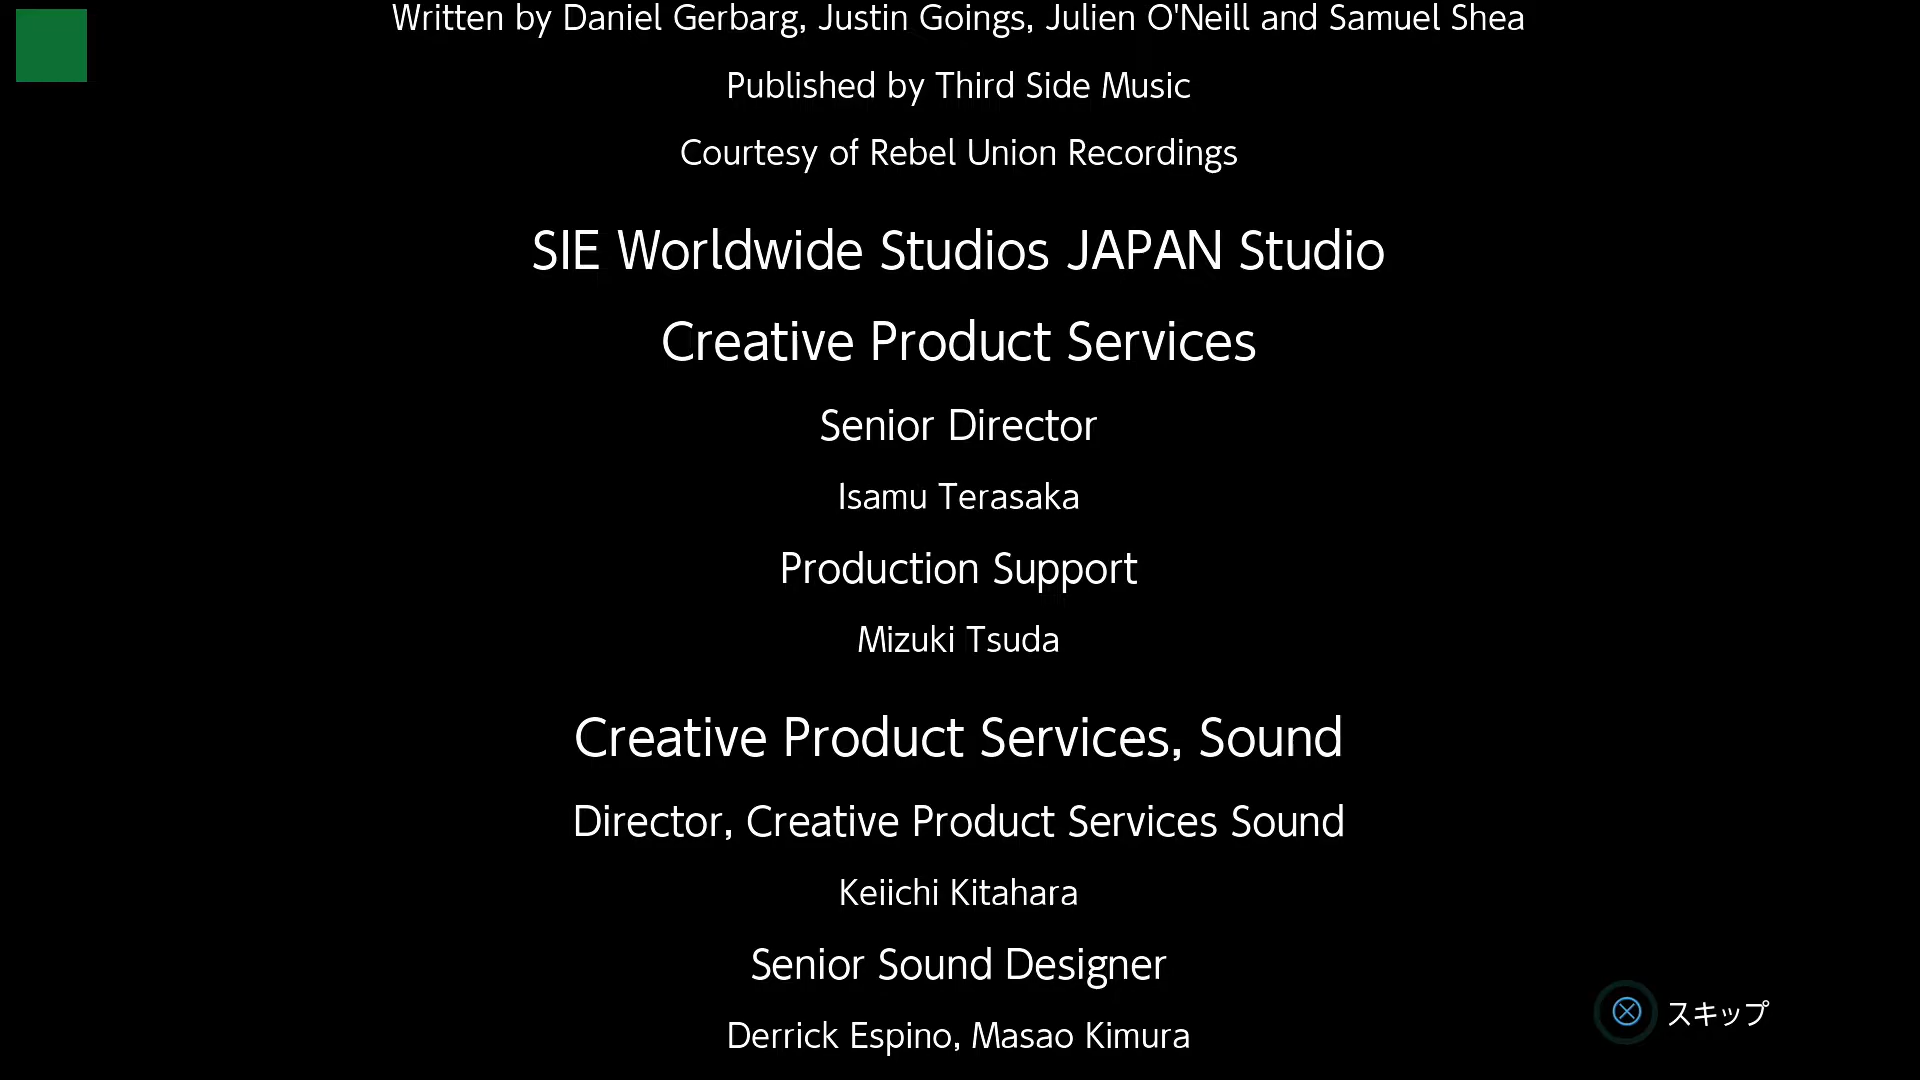 Written by Daniel Gerbarg, Justin Goings, Julien O'Neill and Samuel Shea
Published by Third Side Music
Courtesy of Rebel Union Recordings
SIE Worldwide Studios JAPAN Studio
Creative Product Services
Senior Director
Isamu Terasaka
Production Support
Mizuki Tsuda
Creative Product Services, Sound
Director, Creative Product Services Sound
Keiichi Kitahara
Senior Sound Designer
Derrick Espino, Masao Kimura
スキップ